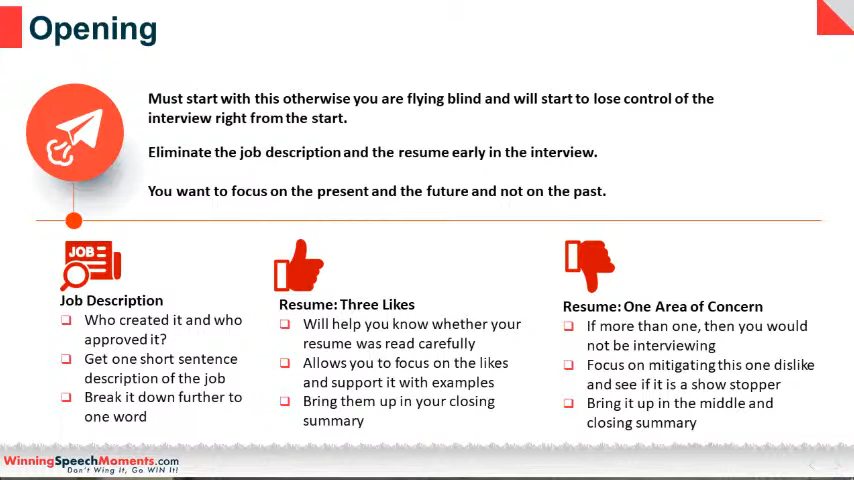 Opening
Must start with this otherwise you are flying blind and will start to lose control of the
interview right from the start.
Eliminate the job description and the resume early in the interview.
You want to focus on the present and the future and not on the past.
JOB
Job Description
❑ Who created it and who
approved it?
❑ Get one short sentence
description of the job
❑ Break it down further to
one word
Resume: Three Likes
❑ Will help you know whether your
resume was read carefully
❑ Allows you to focus on the likes
and support it with examples
❑ Bring them up in your closing
summary
Resume: One Area of Concern
❑ If more than one, then you would
not be interviewing
❑ Focus on mitigating this one dislike
and see if it is a show stopper
❑ Bring it up in the middle and
closing summary
WinningSpeechMoments.com
Don't Wing It, Go WIN It!